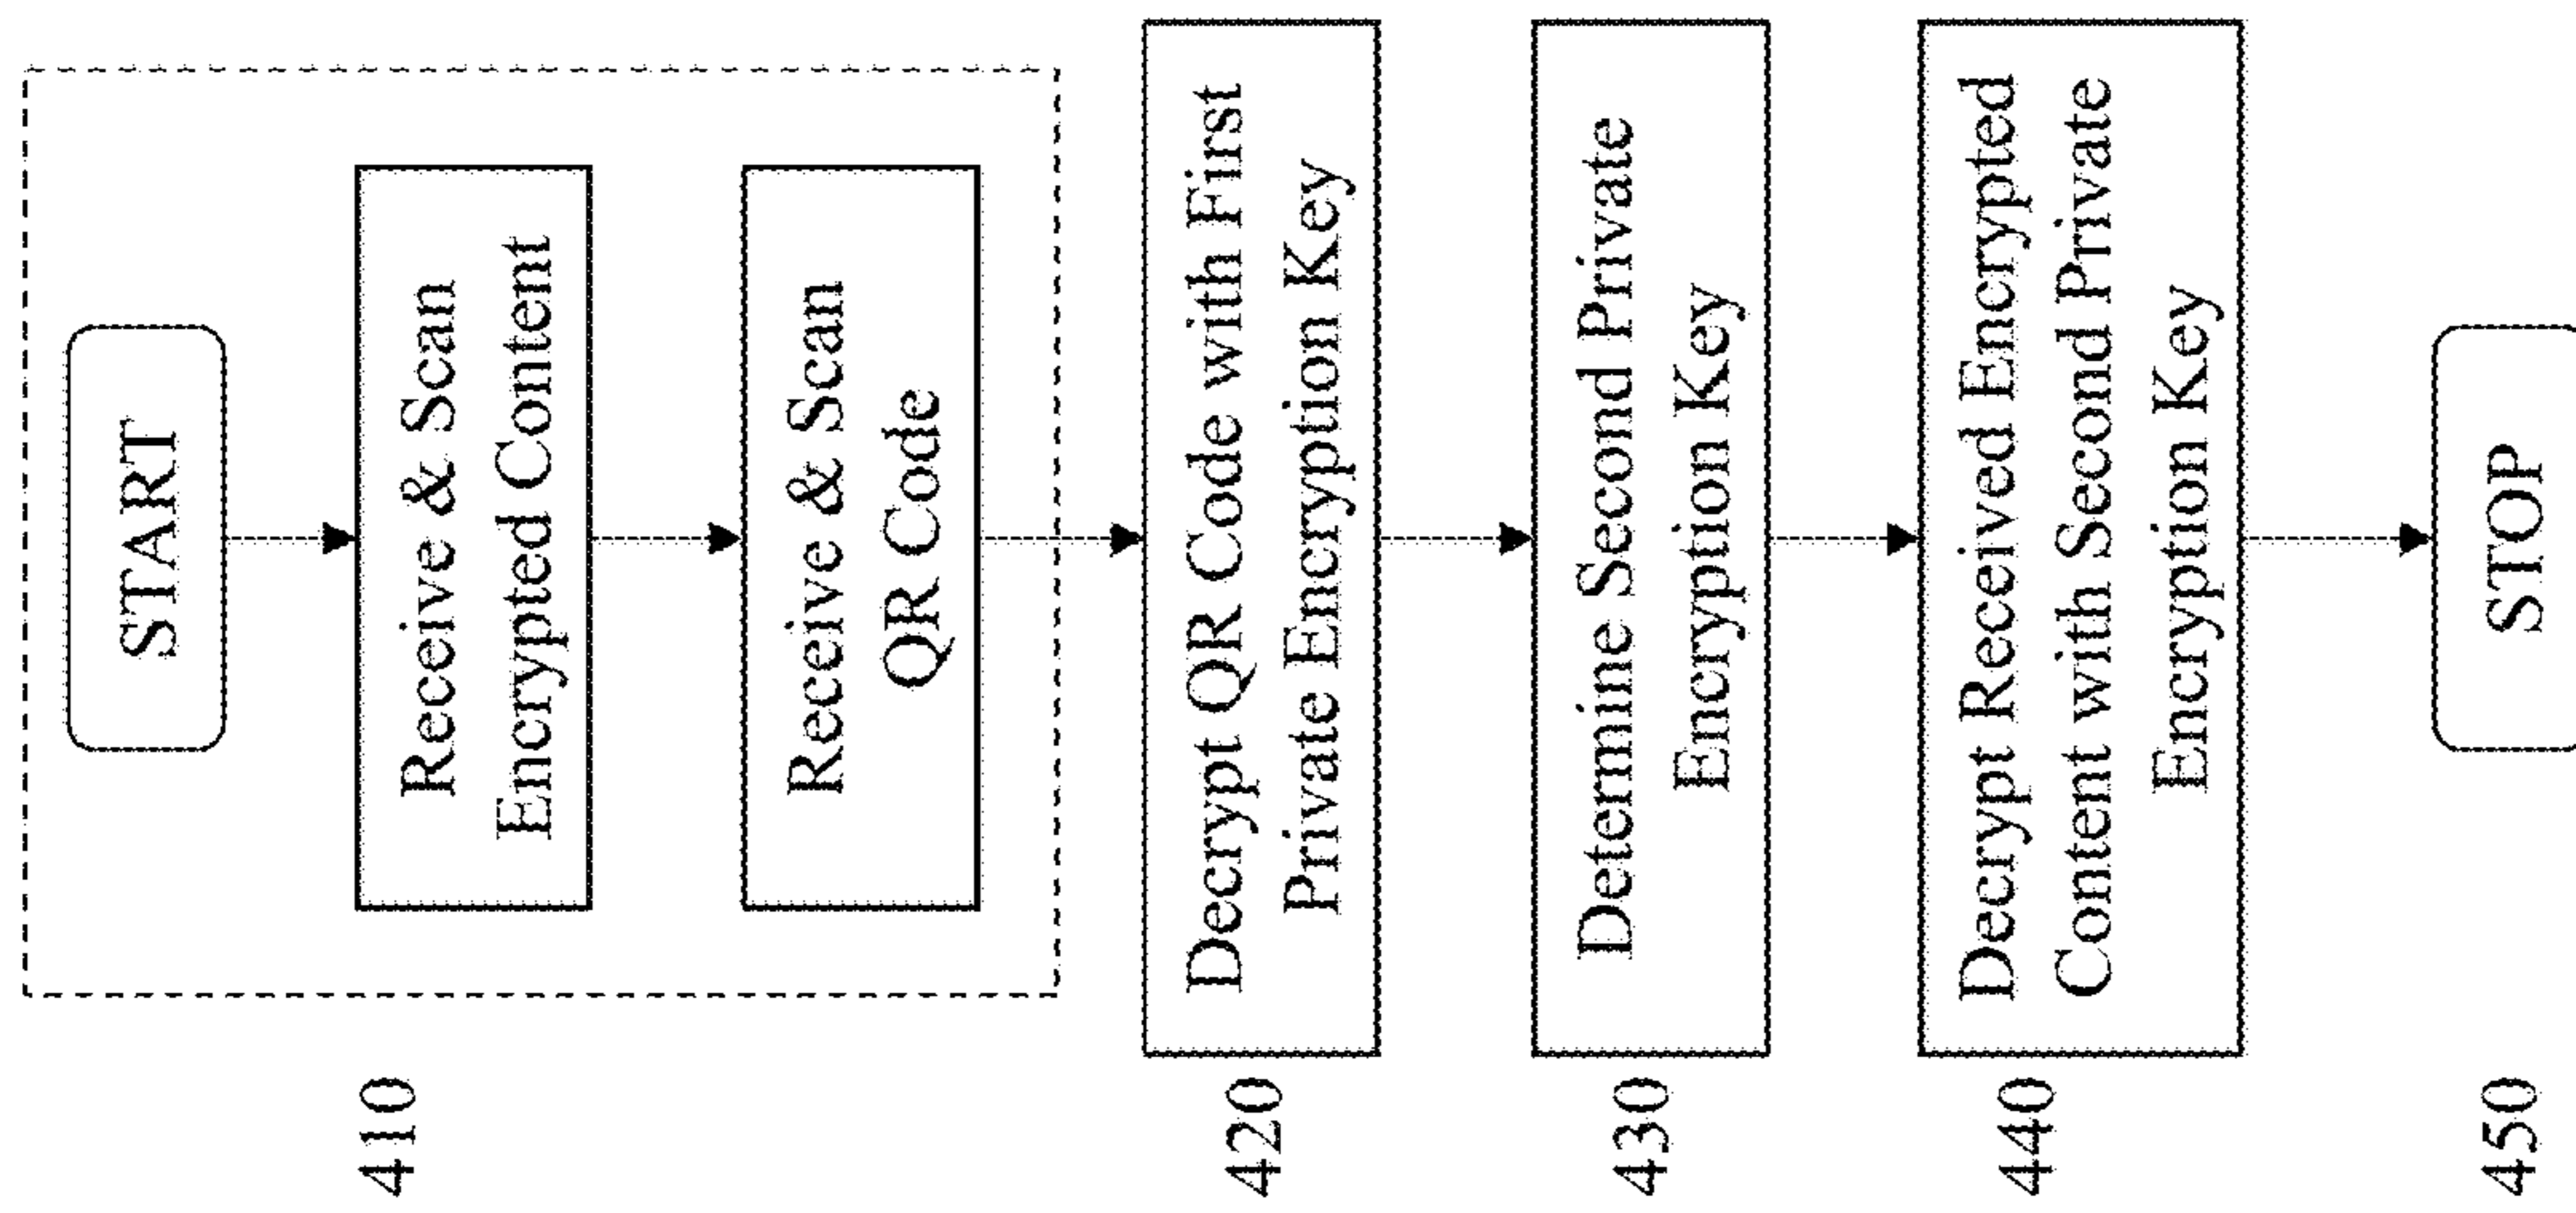 START
410
Receive & Scan
Encrypted Content
Receive & Scan
QR Code
420
Decrypt QR Code with First
Private Encryption Key
430
Determine Second Private
Encryption Key
440
Decrypt Received Encrypted
Content with Second Private
Encryption Key
450
STOP